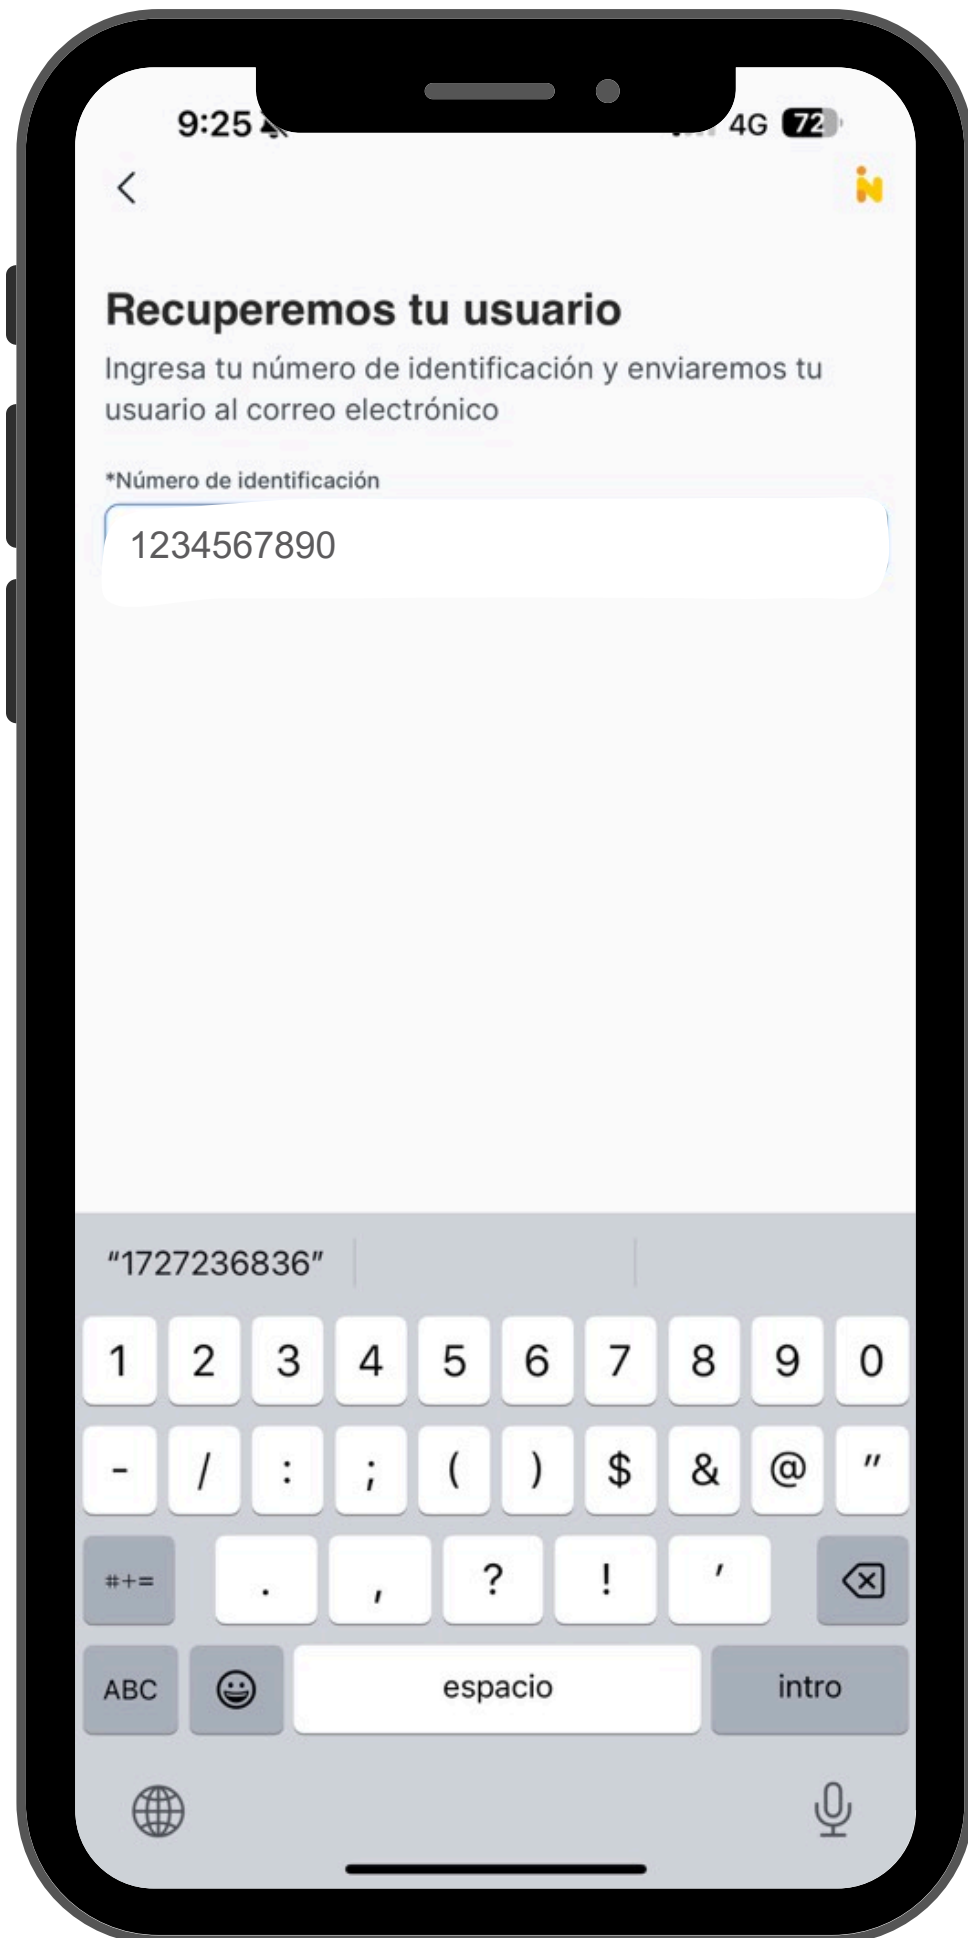 9:25
4G 72
Recuperemos tu usuario
Ingresa tu número de identificación y enviaremos tu
usuario al correo electrónico
*Número de identificación
1234567890
“1727236836”
1 2 3 4 5 6 7 8 9 0
- / : ; ( ) $ & @ "
#+= . , ? ! '
ABC espacio intro